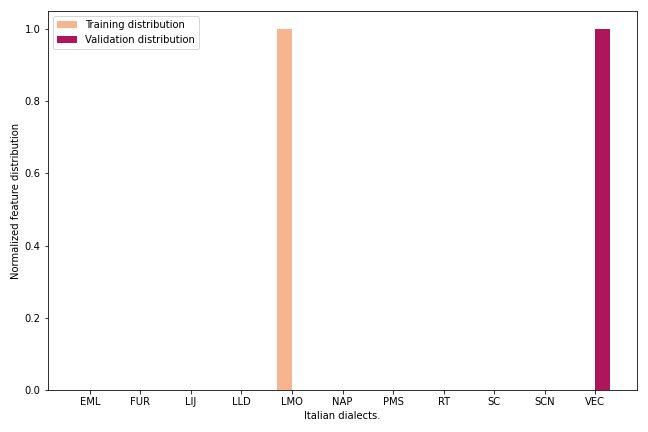 Training distribution
Validation distribution
Normalized feature distribution
1.0
0.8
0.6
0.4
0.2
0.0
EML FUR LIJ LLD LMO NAP PMS RT SC SCN VEC
Italian dialects.